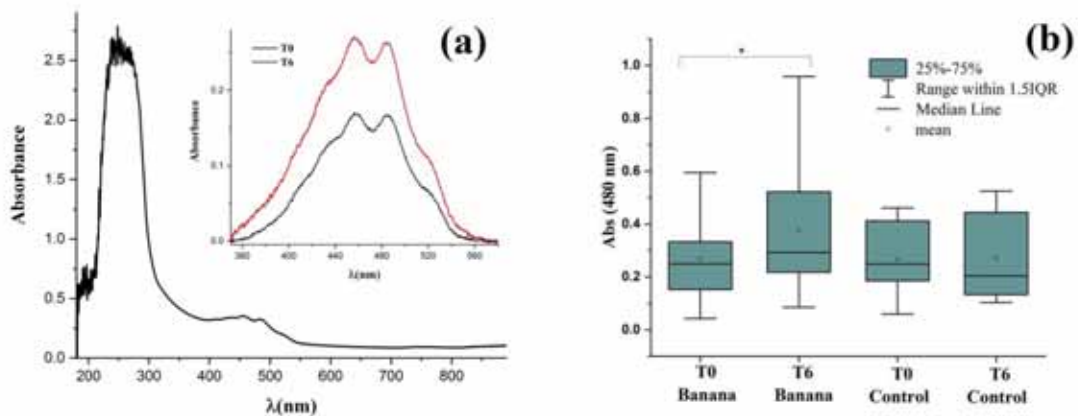 (a)
T0
T6
Absorbance
0.2
0.1
0.0
360 400 440 480 520 560
λ(nm)
Absorbance
2.5
2.0
1.5
1.0
0.5
0.0
200 300 400 500 600 700 800
λ(nm)
(b)
*
25%-75%
Range within 1.5IQR
Median Line
mean
Abs (480 nm)
1.0
0.8
0.6
0.4
0.2
0.0
T0 T6 T0 T6
Banana Banana Control Control